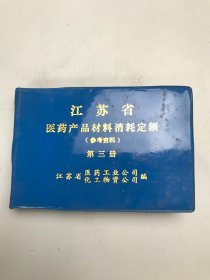 江苏省
医药产品材料消耗定额
（参考资料）
第三册
江苏省医药工业公司
化工物资公司编